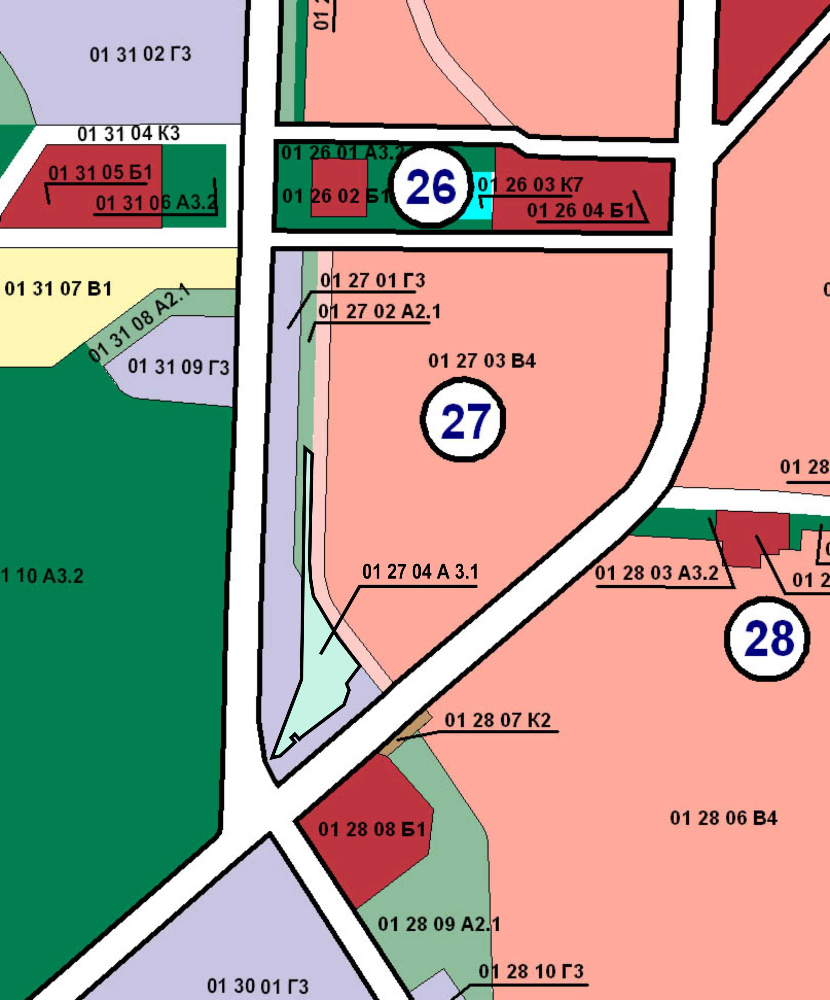 01 31 02 Г3
01 31 04 К3
01 26 01 А3.2
26
01 31 05 Б1
01 26 03 К7
01 31 06 А3.2
01 26 02 Б1
01 26 04 Б1
01 27 01 Г3
01 31 07 В1
01 31 08 А2.1
01 27 02 А2.1
01 31 09 Г3
01 27 03 В4
27
01 28
1 10 А3.2
01 27 04 А 3.1
01 28 03 А3.2
01 2
28
01 28 07 К2
01 28 08 Б1
01 28 06 В4
01 28 09 А2.1
01 28 10 Г3
01 30 01 Г3